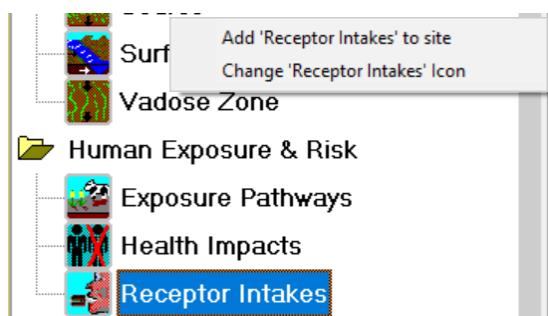 Add 'Receptor Intakes' to site
Surf
Change 'Receptor Intakes' Icon
Vadose Zone
Human Exposure & Risk
Exposure Pathways
Health Impacts
Receptor Intakes